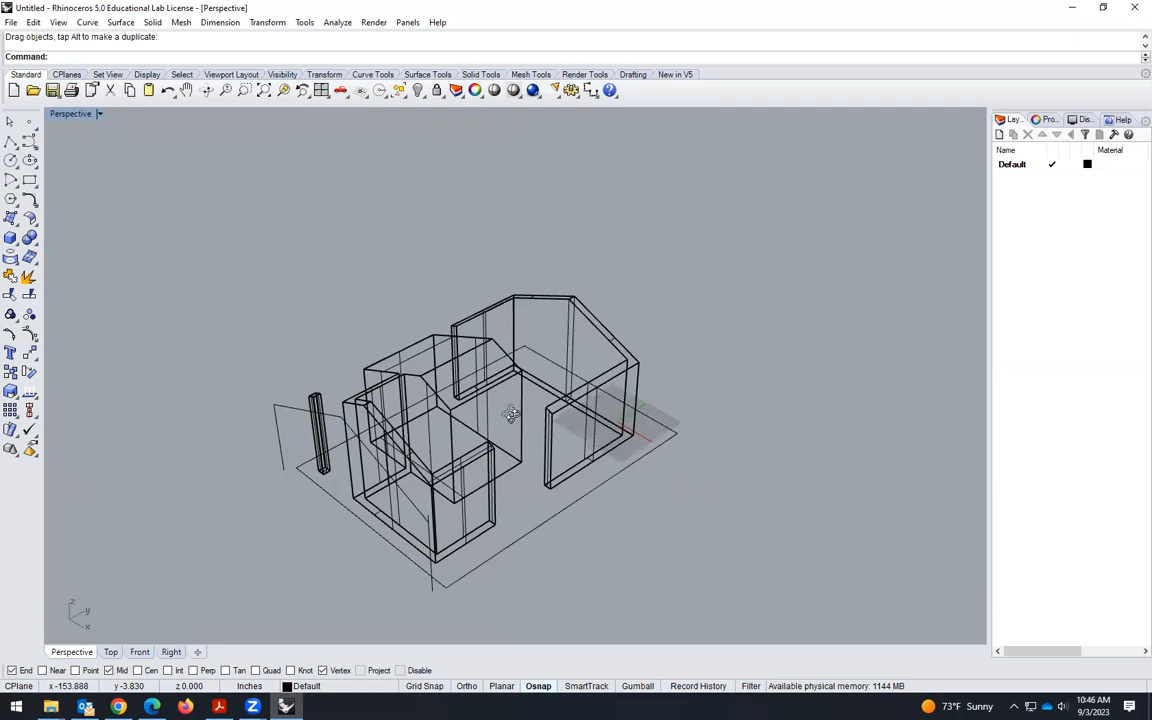 Untitled - Rhinoceros 5.0 Educational Lab License - [Perspective]
File Edit View Curve Surface Solid Mesh Dimension Transform Tools Analyze Render Panels Help
Drag objects, tap Alt to make a duplicate:
Command:
Standard CPlanes Set View Display Select Viewport Layout Visibility Transform Curve Tools Surface Tools Solid Tools Mesh Tools Render Tools Drafting New in V5
Perspective
Lay... Pro... Dis... Help
Name Material
Default
z
y
x
Perspective Top Front Right
End Near Point Mid Cen Int Perp Tan Quad Knot Vertex Project Disable
CPlane x -153.888 y -3.830 z 0.000 Inches Default Grid Snap Ortho Planar Osnap SmartTrack Gumball Record History Filter Available physical memory: 1144 MB
73°F Sunny 10:46 AM
9/3/2023